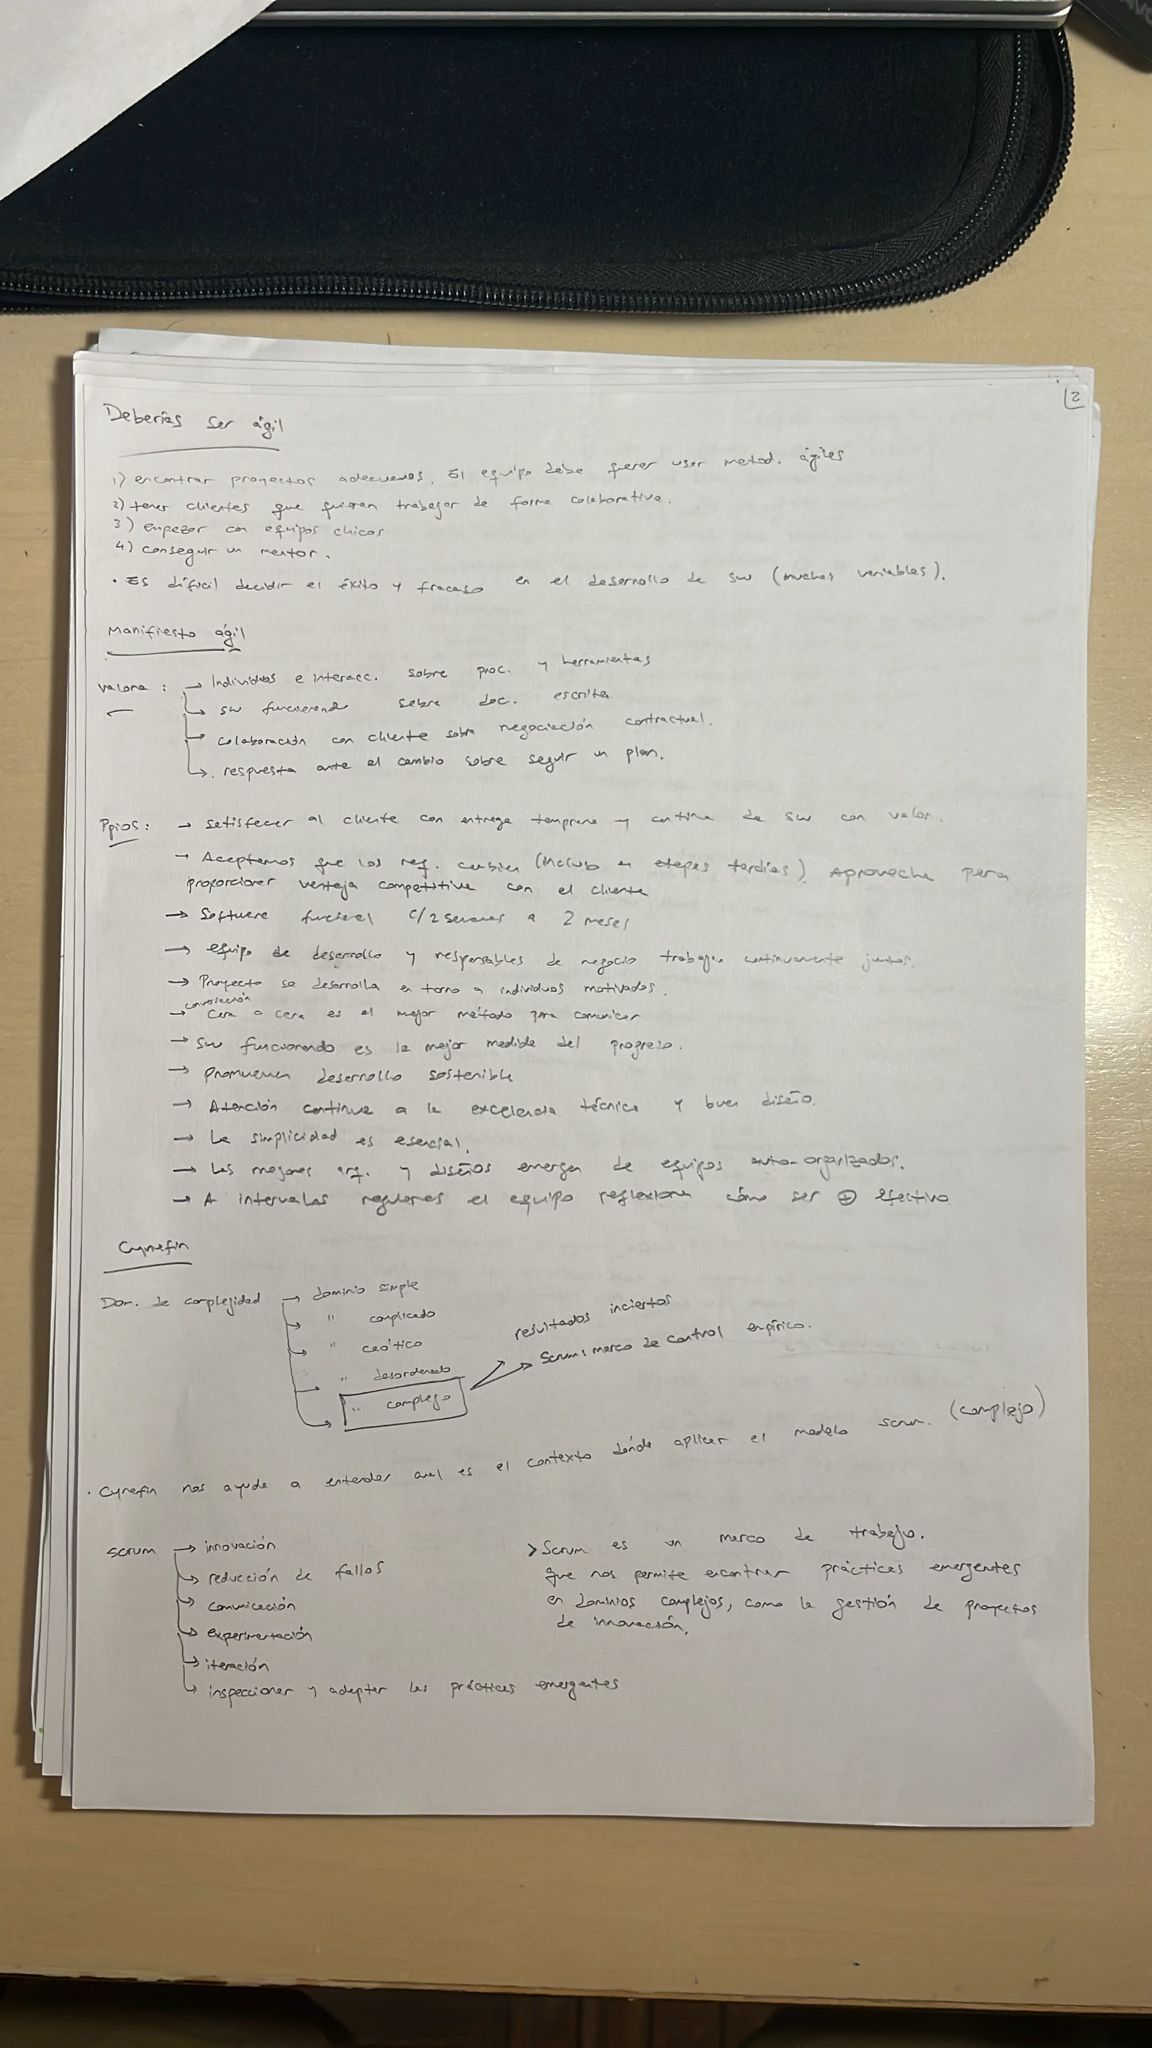 2
Deberías ser ágil
1) encontrar proyectos adecuados. El equipo debe querer usar metod. ágiles
2) tener clientes que quieran trabajar de forma colaborativa.
3) empezar con equipos chicos
4) conseguir un mentor.
• Es difícil decidir el éxito y fracaso en el desarrollo de sw (muchas variables).
Manifiesto ágil
Valora: → Individuos e interacc. sobre proc. y herramientas
→ sw funcionando sobre doc. escrita
→ colaboración con cliente sobre negociación contractual.
→ respuesta ante el cambio sobre seguir un plan.
Ppios: → satisfacer al cliente con entrega temprana y continua de sw con valor.
→ Aceptamos que los req. cambien (incluso en etapas tardías). Aprovecha para
proporcionar ventaja competitiva con el cliente
→ Software funcional c/2 semanas a 2 meses
→ equipo de desarrollo y responsables de negocio trabajan continuamente juntos.
→ Proyecto se desarrolla en torno a individuos motivados.
conversación
→ Cara a cara es el mejor método para comunicar
→ Sw funcionando es la mejor medida del progreso.
→ promueven desarrollo sostenible
→ Atención continua a la excelencia técnica y buen diseño.
→ La simplicidad es esencial.
→ Las mejores arq. y diseños emergen de equipos auto-organizados.
→ A intervalos regulares el equipo reflexiona cómo ser ⊕ efectivo
Cynefin
Dom. de complejidad → dominio simple
→ " complicado
→ " caótico
→ " desordenado
→ " complejo
→ resultados inciertos
→ Scrum: marco de control empírico.
• Cynefin nos ayuda a entender cuál es el contexto dónde aplicar el modelo scrum. (complejo)
scrum → innovación
→ reducción de fallos
→ comunicación
→ experimentación
→ iteración
→ inspeccionar y adaptar las prácticas emergentes
> Scrum es un marco de trabajo.
que nos permite encontrar prácticas emergentes
en dominios complejos, como la gestión de proyectos
de innovación.